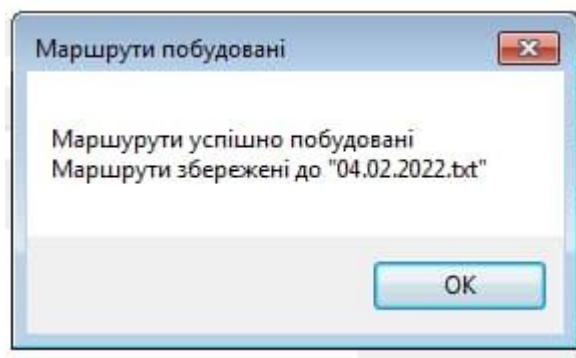 Маршрути побудовані
Маршурути успішно побудовані
Маршрути збережені до "04.02.2022.txt"
OK